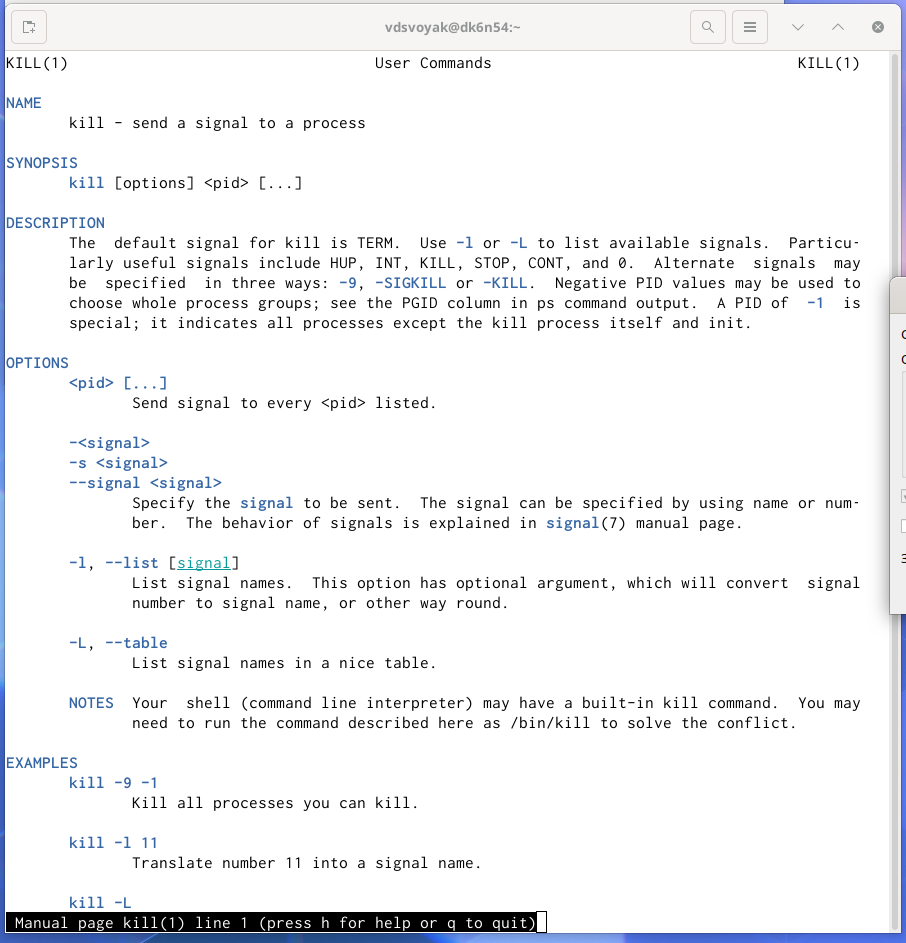 vdsvoyak@dk6n54:~
KILL(1) User Commands KILL(1)
NAME
kill - send a signal to a process
SYNOPSIS
kill [options] <pid> [...]
DESCRIPTION
The default signal for kill is TERM. Use -l or -L to list available signals. Particu-
larly useful signals include HUP, INT, KILL, STOP, CONT, and 0. Alternate signals may
be specified in three ways: -9, -SIGKILL or -KILL. Negative PID values may be used to
choose whole process groups; see the PGID column in ps command output. A PID of -1 is
special; it indicates all processes except the kill process itself and init.
OPTIONS
<pid> [...]
Send signal to every <pid> listed.
-<signal>
-s <signal>
--signal <signal>
Specify the signal to be sent. The signal can be specified by using name or num-
ber. The behavior of signals is explained in signal(7) manual page.
-l, --list [signal]
List signal names. This option has optional argument, which will convert signal
number to signal name, or other way round.
-L, --table
List signal names in a nice table.
NOTES Your shell (command line interpreter) may have a built-in kill command. You may
need to run the command described here as /bin/kill to solve the conflict.
EXAMPLES
kill -9 -1
Kill all processes you can kill.
kill -l 11
Translate number 11 into a signal name.
kill -L
Manual page kill(1) line 1 (press h for help or q to quit)